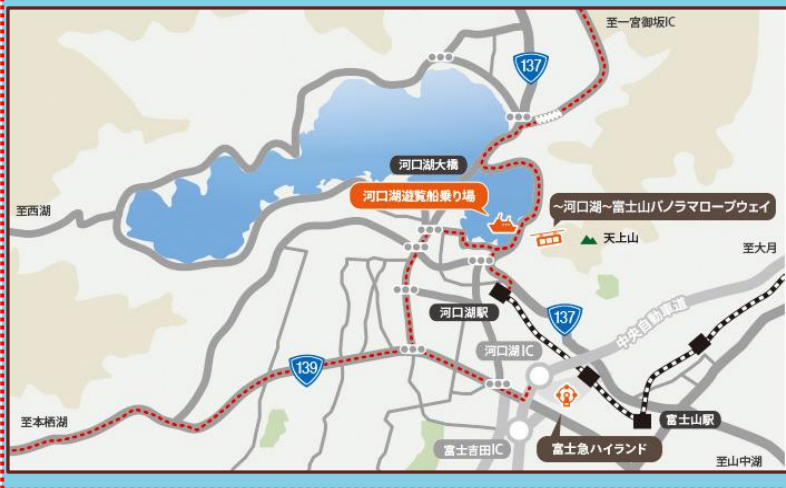 至一宮御坂IC
137
河口湖大橋
河口湖遊覧船乗り場
至西湖
～河口湖～富士山パノラマロープウェイ
天上山
至大月
河口湖駅
137
中央自動車道
河口湖IC
139
至本栖湖
富士山駅
富士吉田IC
富士急ハイランド
至山中湖